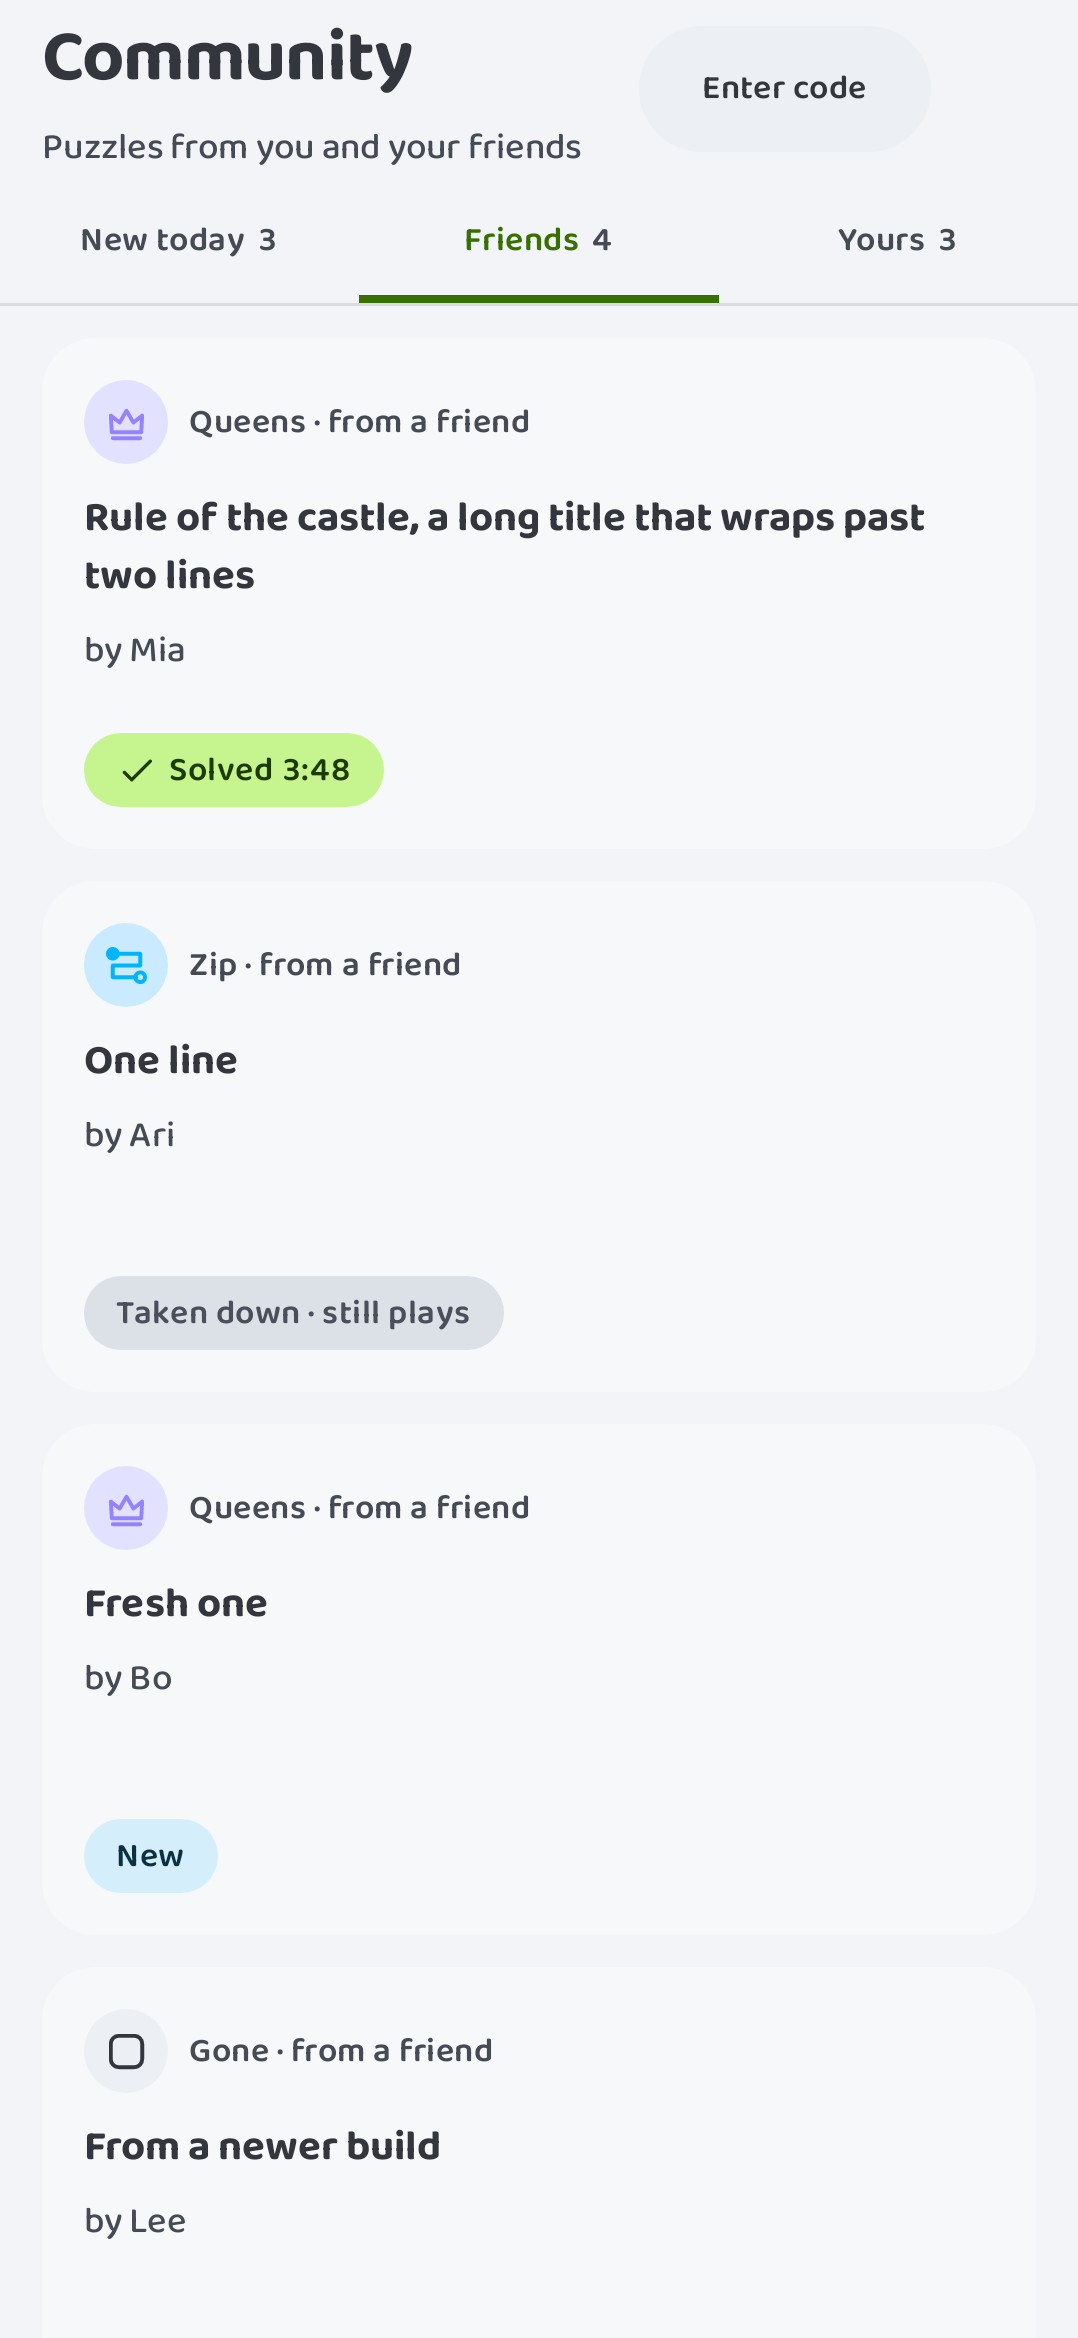 Community
Enter code
Puzzles from you and your friends
New today 3
Friends 4
Yours 3
Queens · from a friend
Rule of the castle, a long title that wraps past
two lines
by Mia
Solved 3:48
Zip · from a friend
One line
by Ari
Taken down · still plays
Queens · from a friend
Fresh one
by Bo
New
Gone · from a friend
From a newer build
by Lee